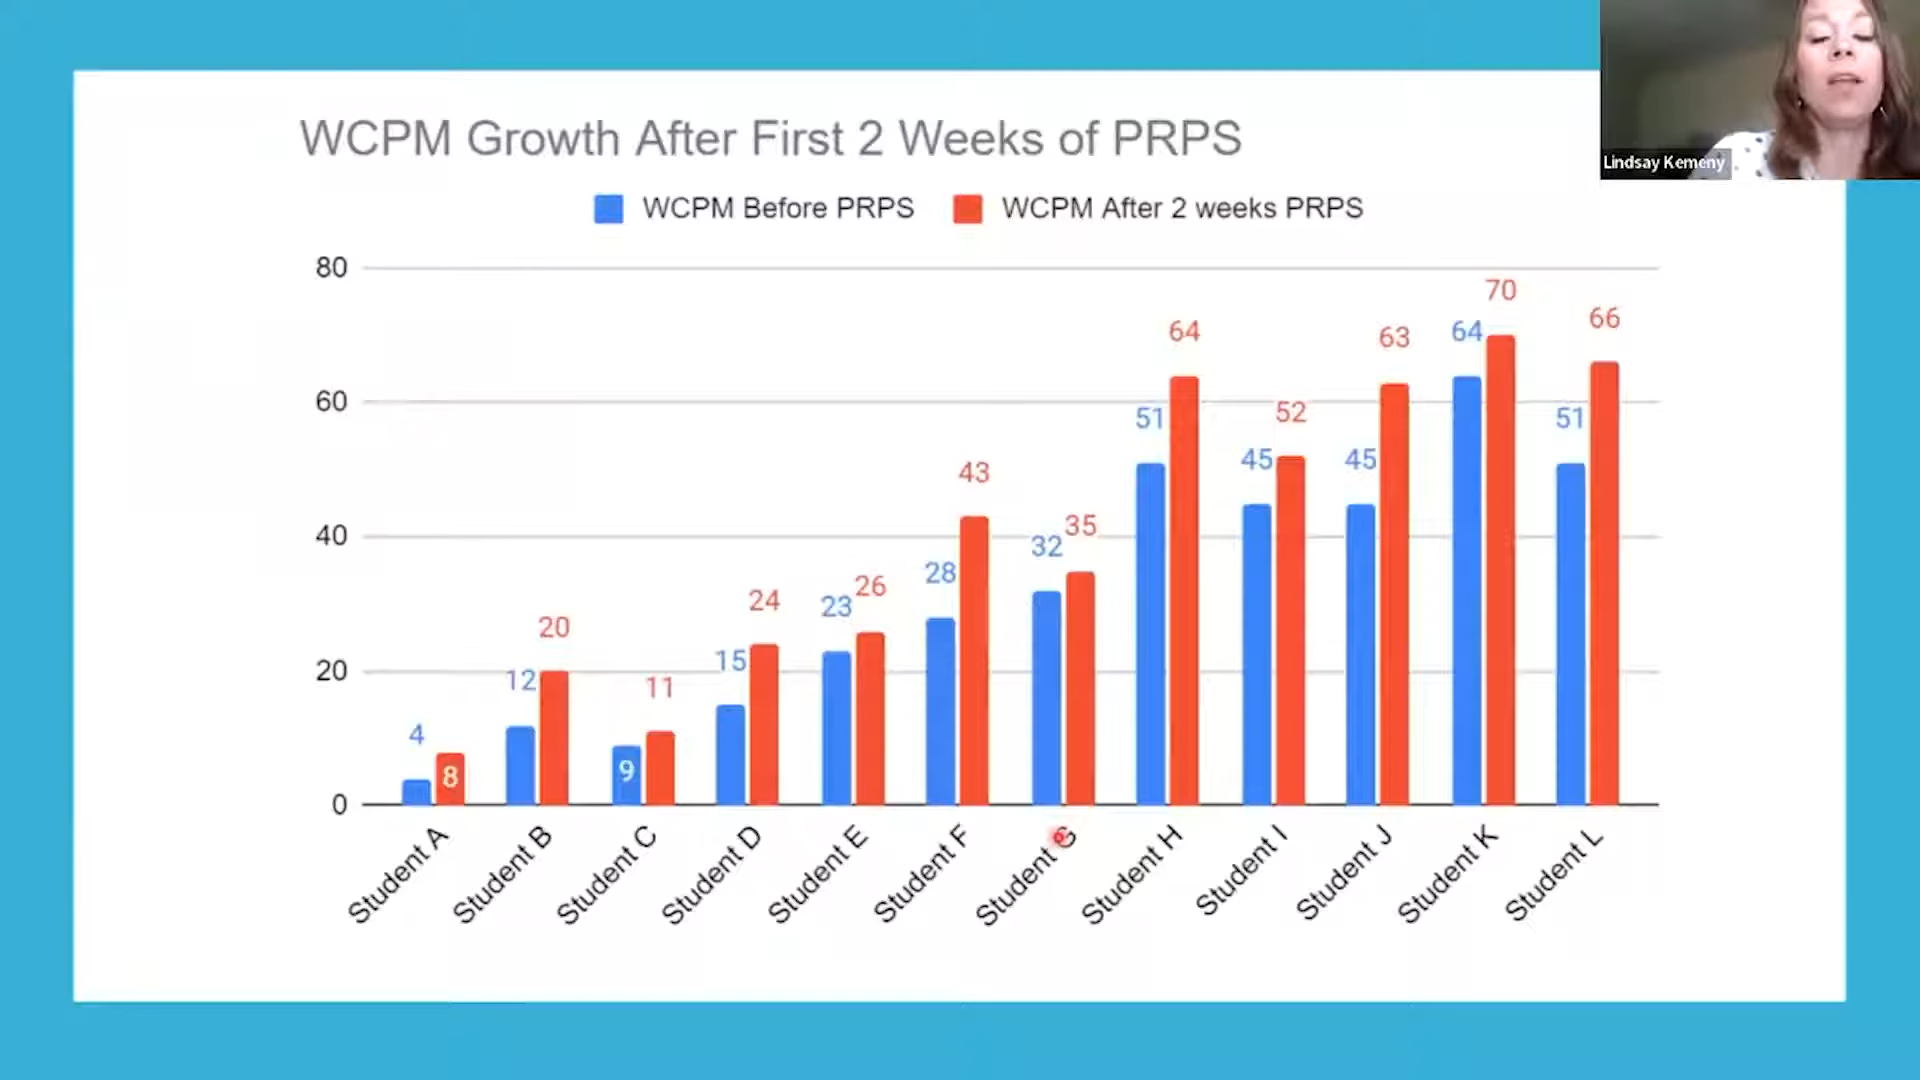 Lindsay Kemeny
WCPM Growth After First 2 Weeks of PRPS
WCPM Before PRPS
WCPM After 2 weeks PRPS
80
60
40
20
0
4
8
12
20
9
11
15
24
23
26
28
43
32
35
51
64
45
52
45
63
64
70
51
66
Student A
Student B
Student C
Student D
Student E
Student F
Student G
Student H
Student I
Student J
Student K
Student L